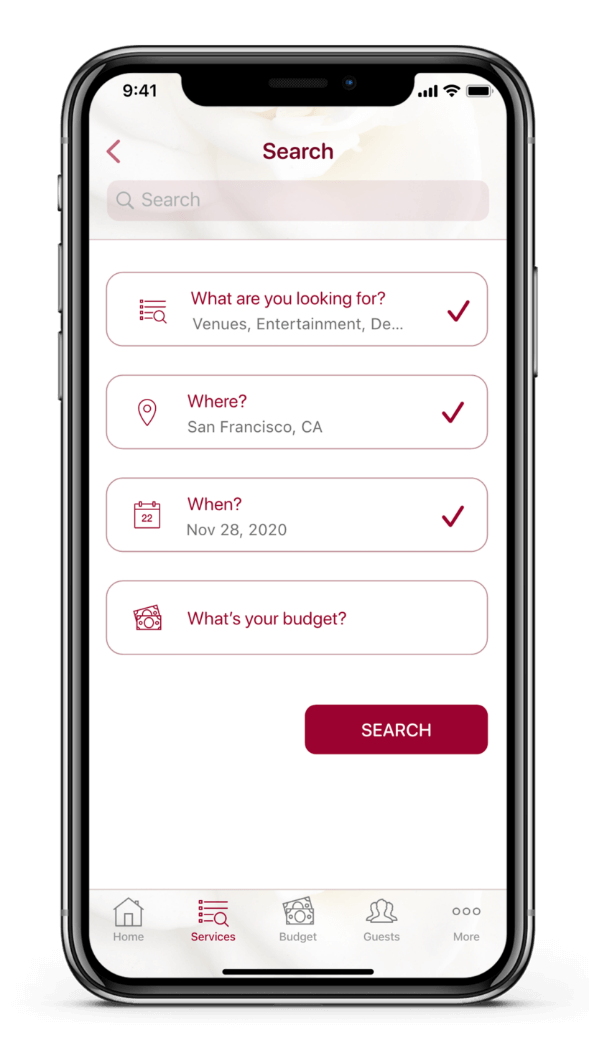 9:41
Search
Search
What are you looking for?
Venues, Entertainment, De...
Where?
San Francisco, CA
When?
22
Nov 28, 2020
What's your budget?
SEARCH
Home
Services
Budget
Guests
More